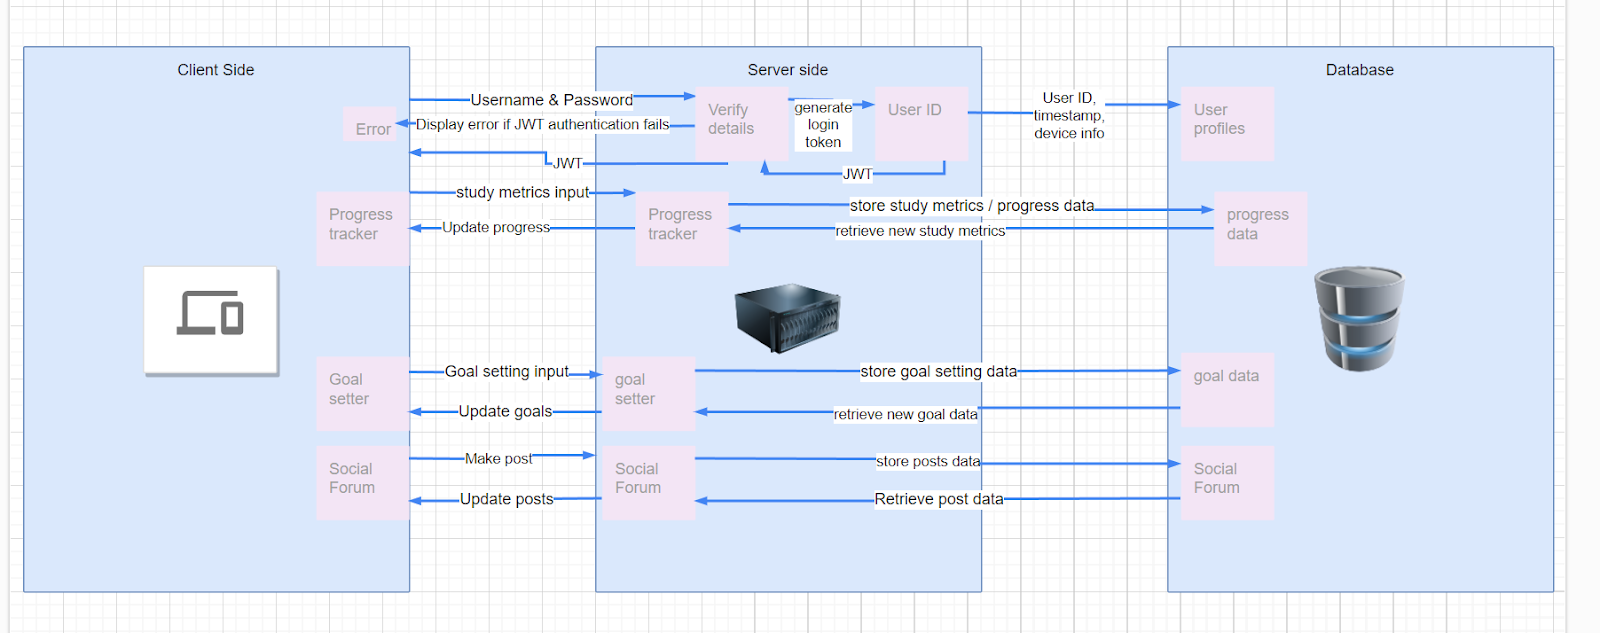 Client Side
Server side
Database
Username & Password
Error
Display error if JWT authentication fails
JWT
Verify
details
generate
login
token
User ID
JWT
User ID,
timestamp,
device info
User
profiles
study metrics input
Progress
tracker
Update progress
Progress
tracker
store study metrics / progress data
retrieve new study metrics
progress
data
Goal setting input
Goal
setter
Update goals
goal
setter
store goal setting data
retrieve new goal data
goal data
Make post
Social
Forum
Update posts
Social
Forum
store posts data
Retrieve post data
Social
Forum